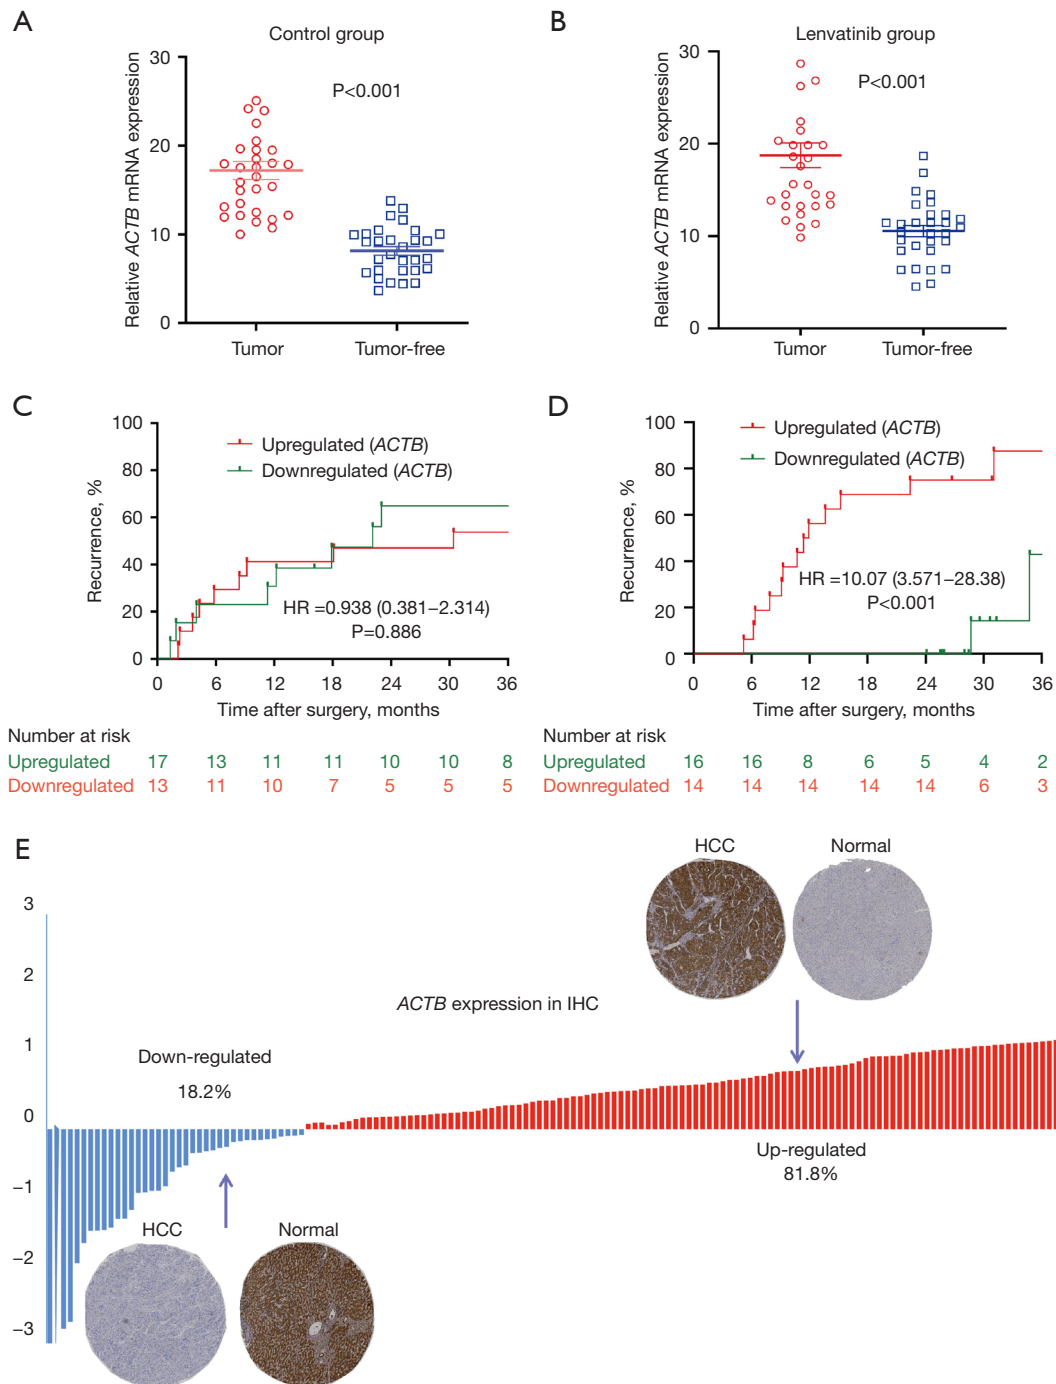 A
Control group
Relative ACTB mRNA expression
30
20
10
0
P<0.001
Tumor
Tumor-free
B
Lenvatinib group
Relative ACTB mRNA expression
30
20
10
0
P<0.001
Tumor
Tumor-free
C
Recurrence, %
100
80
60
40
20
0
Upregulated (ACTB)
Downregulated (ACTB)
HR =0.938 (0.381–2.314)
P=0.886
0 6 12 18 24 30 36
Time after surgery, months
Number at risk
Upregulated 17 13 11 11 10 10 8
Downregulated 13 11 10 7 5 5 5
D
Recurrence, %
100
80
60
40
20
0
Upregulated (ACTB)
Downregulated (ACTB)
HR =10.07 (3.571–28.38)
P<0.001
0 6 12 18 24 30 36
Time after surgery, months
Number at risk
Upregulated 16 16 8 6 5 4 2
Downregulated 14 14 14 14 14 6 3
E
HCC Normal
3
2
1
0
−1
−2
−3
ACTB expression in IHC
Down-regulated
18.2%
Up-regulated
81.8%
HCC Normal